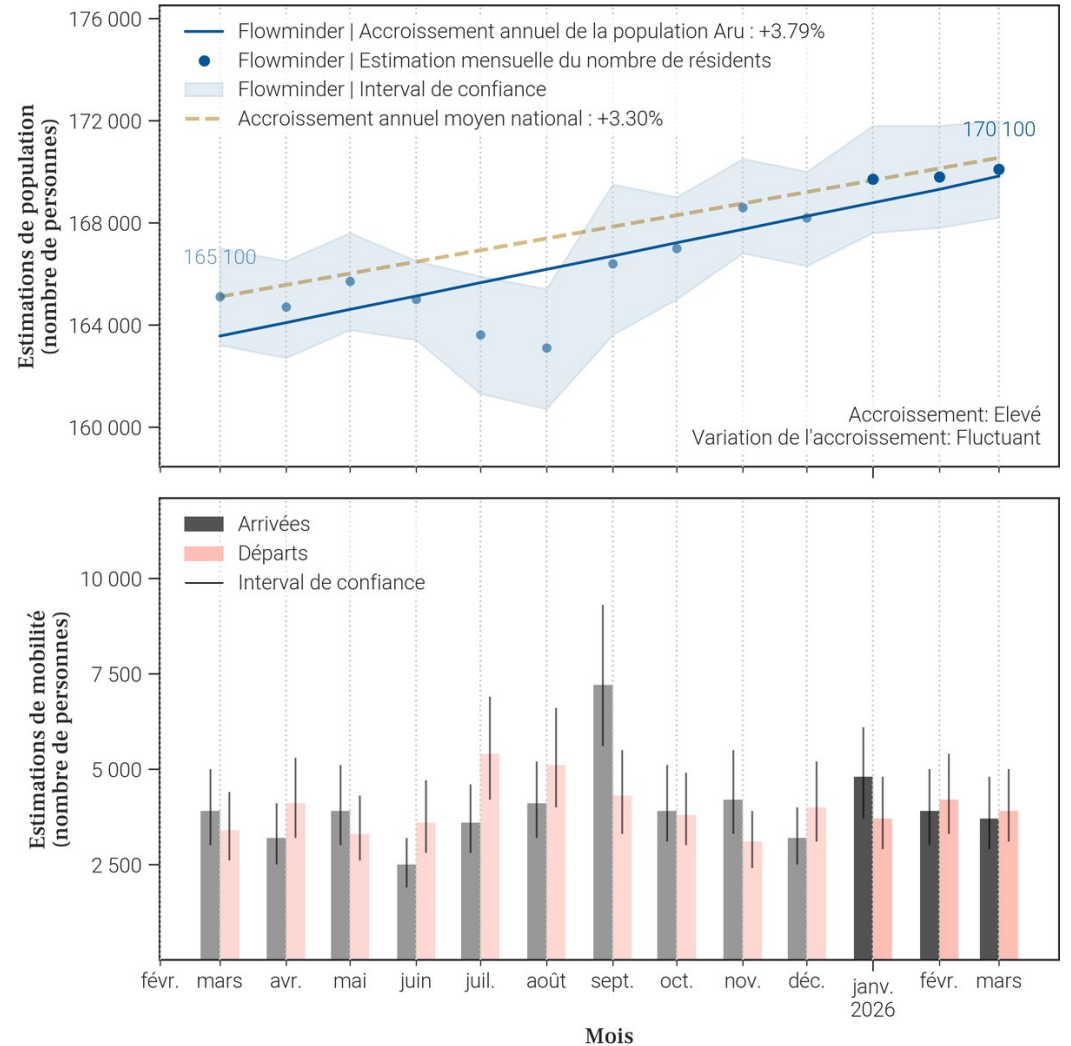 176 000
172 000
168 000
164 000
160 000
Estimations de population
(nombre de personnes)
Flowminder | Accroissement annuel de la population Aru : +3.79%
Flowminder | Estimation mensuelle du nombre de résidents
Flowminder | Interval de confiance
Accroissement annuel moyen national : +3.30%
165 100
170 100
Accroissement: Elevé
Variation de l'accroissement: Fluctuant
10 000
7 500
5 000
2 500
Estimations de mobilité
(nombre de personnes)
Arrivées
Départs
Interval de confiance
févr. mars avr. mai juin juil. août sept. oct. nov. déc. janv. févr. mars
2026
Mois